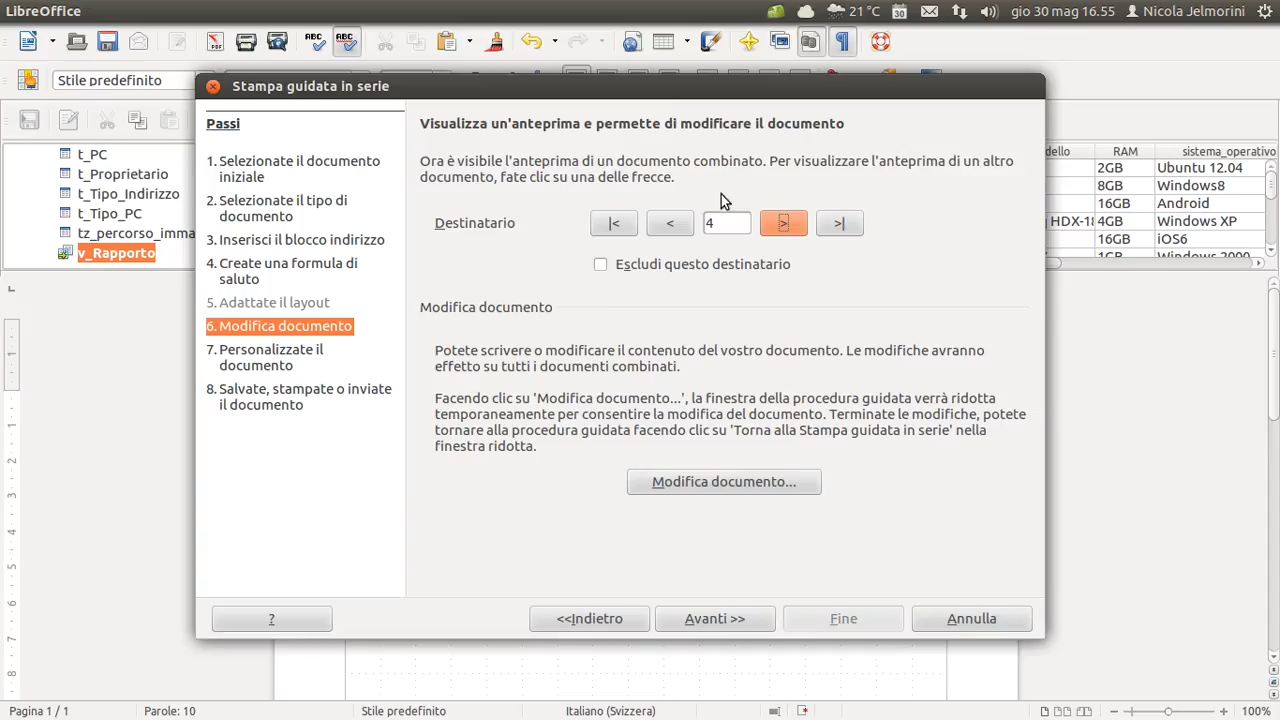 LibreOffice
21 °C
gio 30 mag 16.55
Nicola Jelmorini
Stile predefinito
Stampa guidata in serie
Passi
1. Selezionate il documento
iniziale
2. Selezionate il tipo di
documento
3. Inserisci il blocco indirizzo
4. Create una formula di
saluto
5. Adattate il layout
6. Modifica documento
7. Personalizzate il
documento
8. Salvate, stampate o inviate
il documento
Visualizza un'anteprima e permette di modificare il documento
Ora è visibile l'anteprima di un documento combinato. Per visualizzare l'anteprima di un altro
documento, fate clic su una delle frecce.
Destinatario
|<
<
4
>
>|
Escludi questo destinatario
Modifica documento
Potete scrivere o modificare il contenuto del vostro documento. Le modifiche avranno
effetto su tutti i documenti combinati.
Facendo clic su 'Modifica documento...', la finestra della procedura guidata verrà ridotta
temporaneamente per consentire la modifica del documento. Terminate le modifiche, potete
tornare alla procedura guidata facendo clic su 'Torna alla Stampa guidata in serie' nella
finestra ridotta.
Modifica documento...
?
<<Indietro
Avanti >>
Fine
Annulla
t_PC
t_Proprietario
t_Tipo_Indirizzo
t_Tipo_PC
tz_percorso_imma
v_Rapporto
dello RAM sistema_operativo
2GB Ubuntu 12.04
8GB Windows8
16GB Android
HDX-18 4GB Windows XP
16GB iOS6
1GB Windows 2000
Pagina 1 / 1
Parole: 10
Stile predefinito
Italiano (Svizzera)
100%